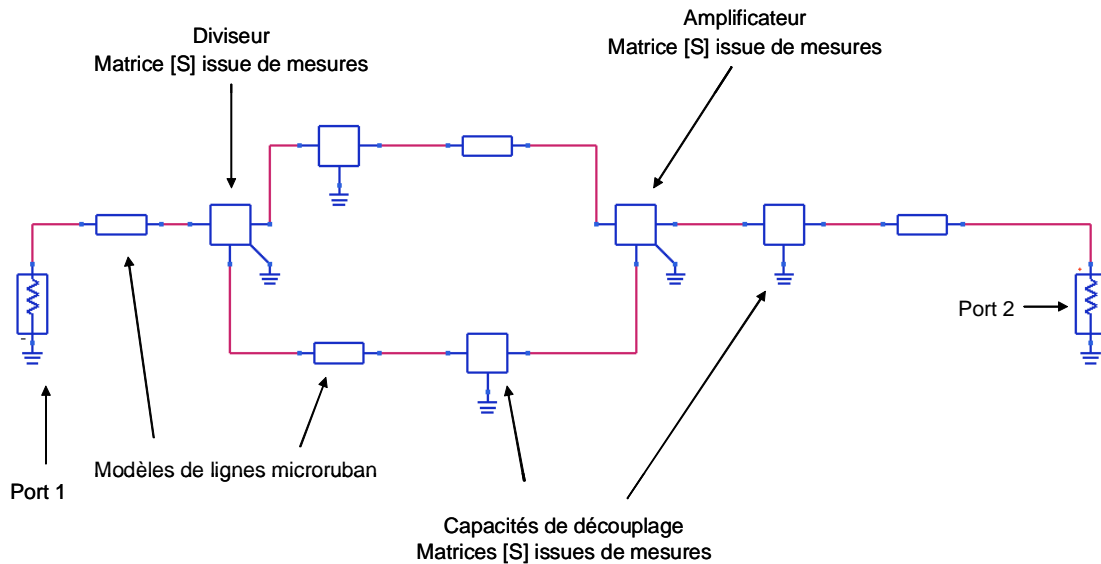 Diviseur
Matrice [S] issue de mesures
Amplificateur
Matrice [S] issue de mesures
Port 2
Modèles de lignes microruban
Port 1
Capacités de découplage
Matrices [S] issues de mesures